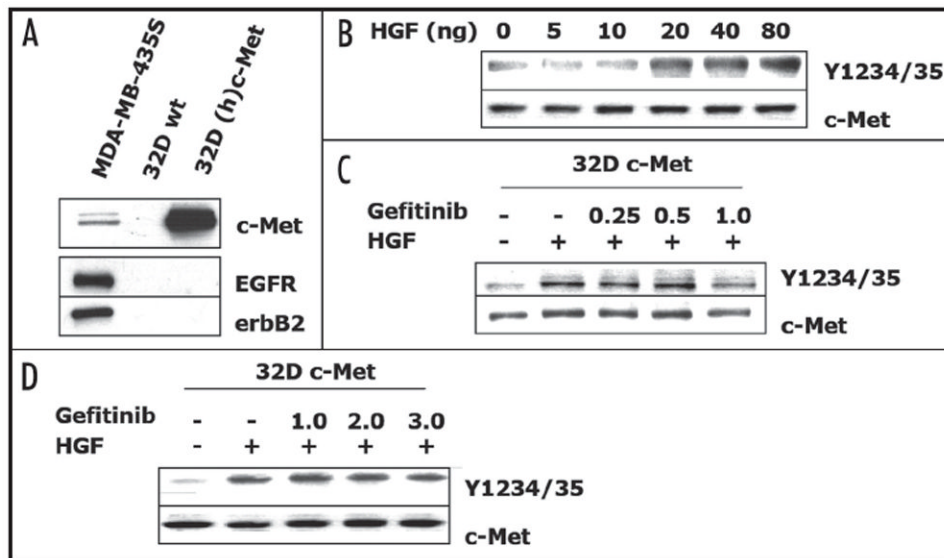 A
MDA-MB-435S
32D wt
32D (h)c-Met
c-Met
EGFR
erbB2
B
HGF (ng) 0 5 10 20 40 80
Y1234/35
c-Met
C
32D c-Met
Gefitinib - - 0.25 0.5 1.0
HGF - + + + +
Y1234/35
c-Met
D
32D c-Met
Gefitinib - - 1.0 2.0 3.0
HGF - + + + +
Y1234/35
c-Met